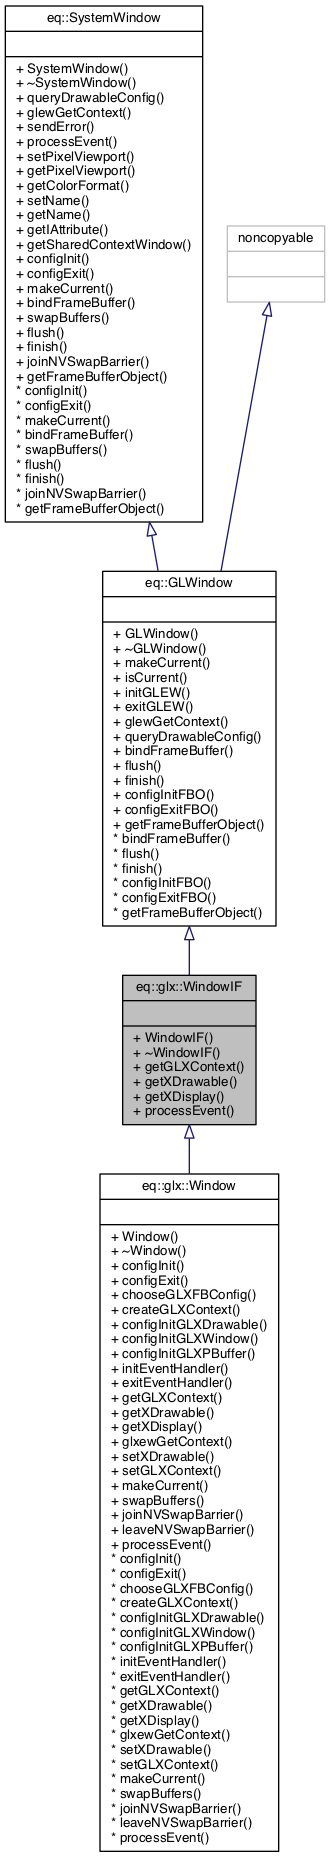 eq::SystemWindow
+ SystemWindow()
+ ~SystemWindow()
+ queryDrawableConfig()
+ glewGetContext()
+ sendError()
+ processEvent()
+ setPixelViewport()
+ getPixelViewport()
+ getColorFormat()
+ setName()
+ getName()
+ getIAttribute()
+ getSharedContextWindow()
+ configInit()
+ configExit()
+ makeCurrent()
+ bindFrameBuffer()
+ swapBuffers()
+ flush()
+ finish()
+ joinNVSwapBarrier()
+ getFrameBufferObject()
* configInit()
* configExit()
* makeCurrent()
* bindFrameBuffer()
* swapBuffers()
* flush()
* finish()
* joinNVSwapBarrier()
* getFrameBufferObject()
noncopyable
eq::GLWindow
+ GLWindow()
+ ~GLWindow()
+ makeCurrent()
+ isCurrent()
+ initGLEW()
+ exitGLEW()
+ glewGetContext()
+ queryDrawableConfig()
+ bindFrameBuffer()
+ flush()
+ finish()
+ configInitFBO()
+ configExitFBO()
+ getFrameBufferObject()
* bindFrameBuffer()
* flush()
* finish()
* configInitFBO()
* configExitFBO()
* getFrameBufferObject()
eq::glx::WindowIF
+ WindowIF()
+ ~WindowIF()
+ getGLXContext()
+ getXDrawable()
+ getXDisplay()
+ processEvent()
eq::glx::Window
+ Window()
+ ~Window()
+ configInit()
+ configExit()
+ chooseGLXFBConfig()
+ createGLXContext()
+ configInitGLXDrawable()
+ configInitGLXWindow()
+ configInitGLXPBuffer()
+ initEventHandler()
+ exitEventHandler()
+ getGLXContext()
+ getXDrawable()
+ getXDisplay()
+ glxewGetContext()
+ setXDrawable()
+ setGLXContext()
+ makeCurrent()
+ swapBuffers()
+ joinNVSwapBarrier()
+ leaveNVSwapBarrier()
+ processEvent()
* configInit()
* configExit()
* chooseGLXFBConfig()
* createGLXContext()
* configInitGLXDrawable()
* configInitGLXWindow()
* configInitGLXPBuffer()
* initEventHandler()
* exitEventHandler()
* getGLXContext()
* getXDrawable()
* getXDisplay()
* glxewGetContext()
* setXDrawable()
* setGLXContext()
* makeCurrent()
* swapBuffers()
* joinNVSwapBarrier()
* leaveNVSwapBarrier()
* processEvent()